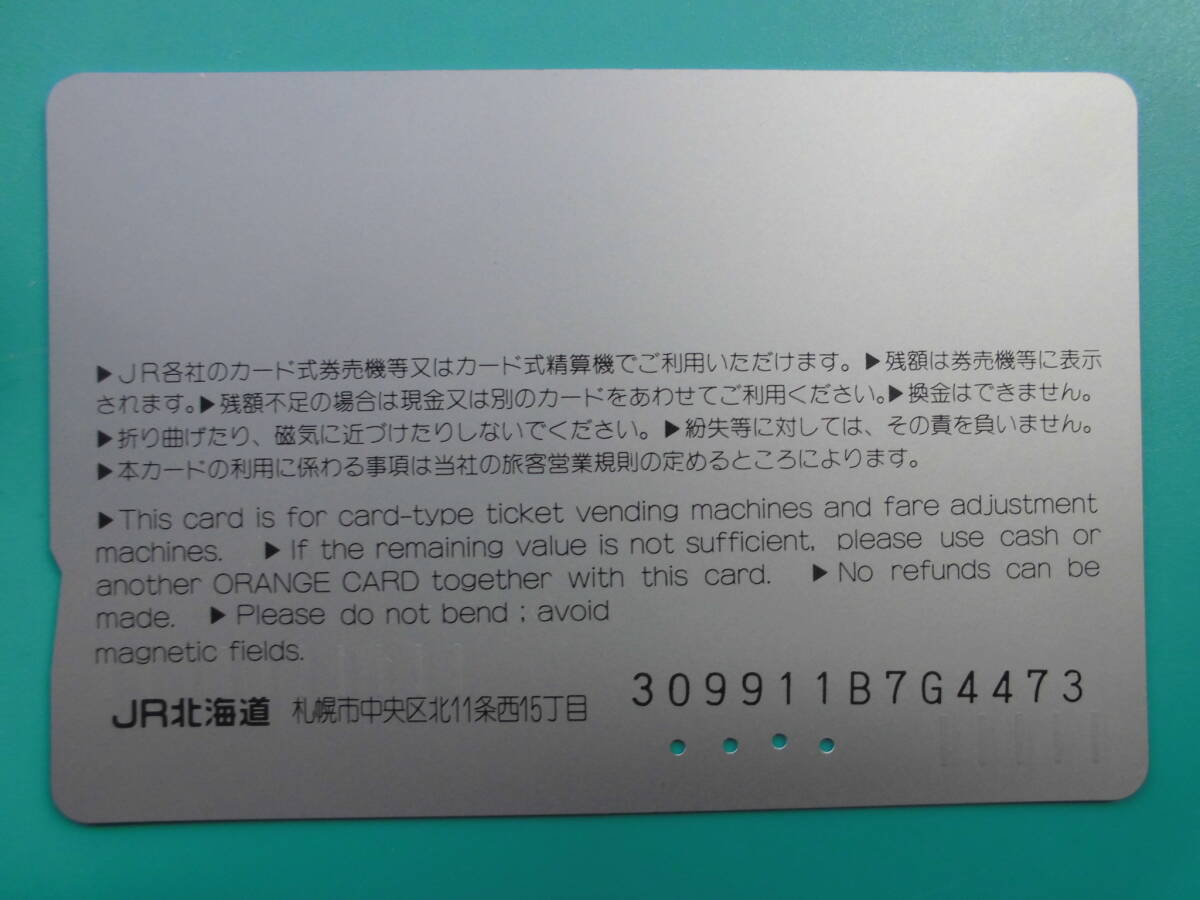 ▶JR各社のカード式券売機等又はカード式精算機でご利用いただけます。▶残額は券売機等に表示
されます。▶残額不足の場合は現金又は別のカードをあわせてご利用ください。▶換金はできません。
▶折り曲げたり、磁気に近づけたりしないでください。▶紛失等に対しては、その責を負いません。
▶本カードの利用に係わる事項は当社の旅客営業規則の定めるところによります。
▶This card is for card-type ticket vending machines and fare adjustment
machines. ▶If the remaining value is not sufficient, please use cash or
another ORANGE CARD together with this card. ▶No refunds can be
made. ▶Please do not bend ; avoid
magnetic fields.
JR北海道 札幌市中央区北11条西15丁目 309911B7G4473